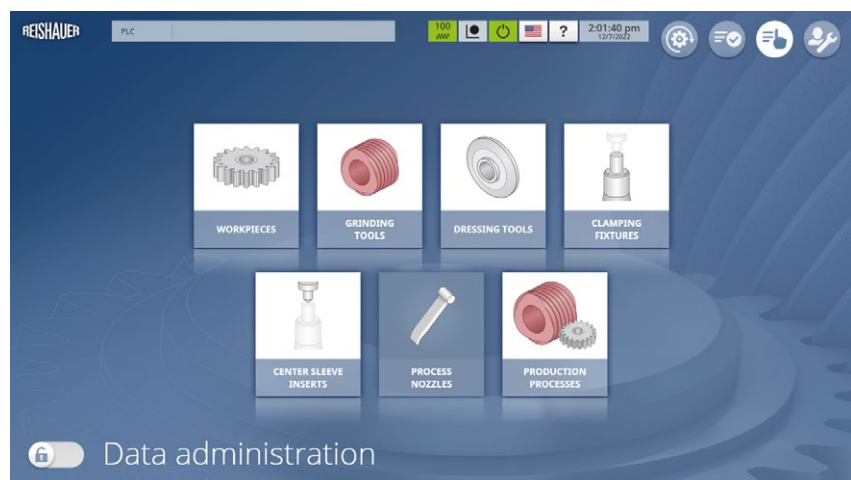 REISHAUER
PLC
100
?
2:01:40 pm
12/7/2022
WORKPIECES
GRINDING
TOOLS
DRESSING TOOLS
CLAMPING
FIXTURES
CENTER SLEEVE
INSERTS
PROCESS
NOZZLES
PRODUCTION
PROCESSES
Data administration